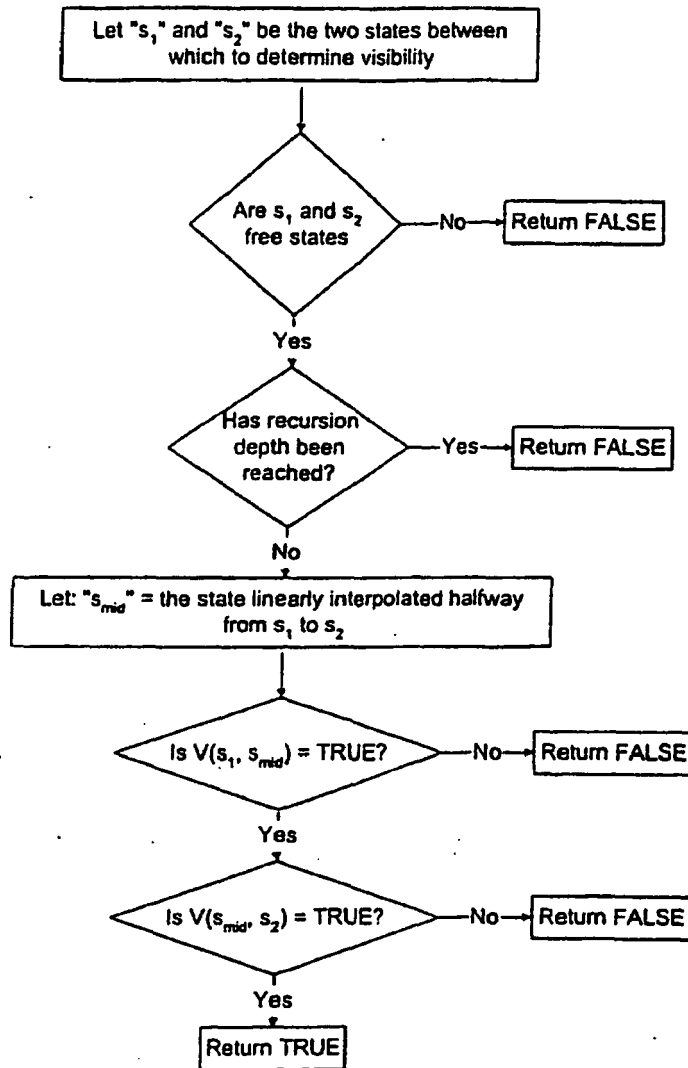 Let "s₁" and "s₂" be the two states between
which to determine visibility
Are s₁ and s₂
free states
No
Return FALSE
Yes
Has recursion
depth been
reached?
Yes
Return FALSE
No
Let: "s_mid" = the state linearly interpolated halfway
from s₁ to s₂
Is V(s₁, s_mid) = TRUE?
No
Return FALSE
Yes
Is V(s_mid, s₂) = TRUE?
No
Return FALSE
Yes
Return TRUE